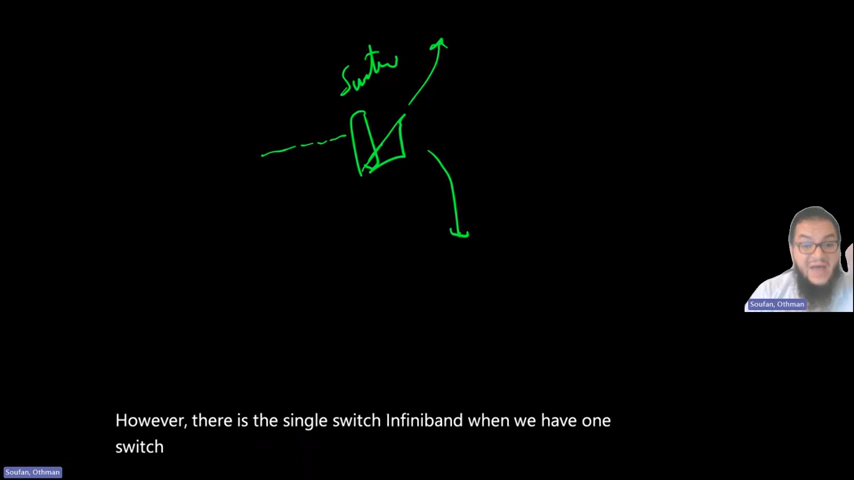 Switch
Soufan, Othman
However, there is the single switch Infiniband when we have one
switch
Soufan, Othman